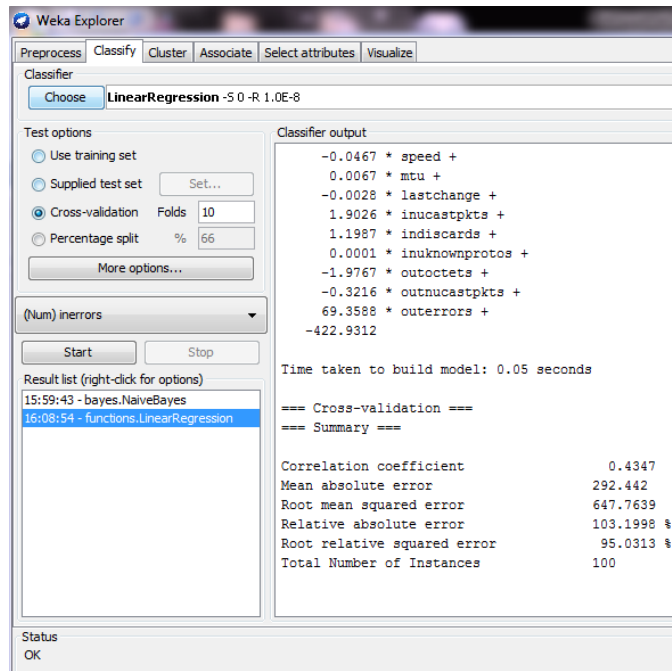 Weka Explorer
Preprocess Classify Cluster Associate Select attributes Visualize
Classifier
Choose LinearRegression -S 0 -R 1.0E-8
Test options
Use training set
Supplied test set Set...
Cross-validation Folds 10
Percentage split % 66
More options...
(Num) inerrors
Start Stop
Result list (right-click for options)
15:59:43 - bayes.NaiveBayes
16:08:54 - functions.LinearRegression
Classifier output
-0.0467 * speed +
0.0067 * mtu +
-0.0028 * lastchange +
1.9026 * inucastpkts +
1.1987 * indiscards +
0.0001 * inuknownprotos +
-1.9767 * outoctets +
-0.3216 * outnucastpkts +
69.3588 * outerrors +
-422.9312
Time taken to build model: 0.05 seconds
=== Cross-validation ===
=== Summary ===
Correlation coefficient 0.4347
Mean absolute error 292.442
Root mean squared error 647.7639
Relative absolute error 103.1998 %
Root relative squared error 95.0313 %
Total Number of Instances 100
Status
OK